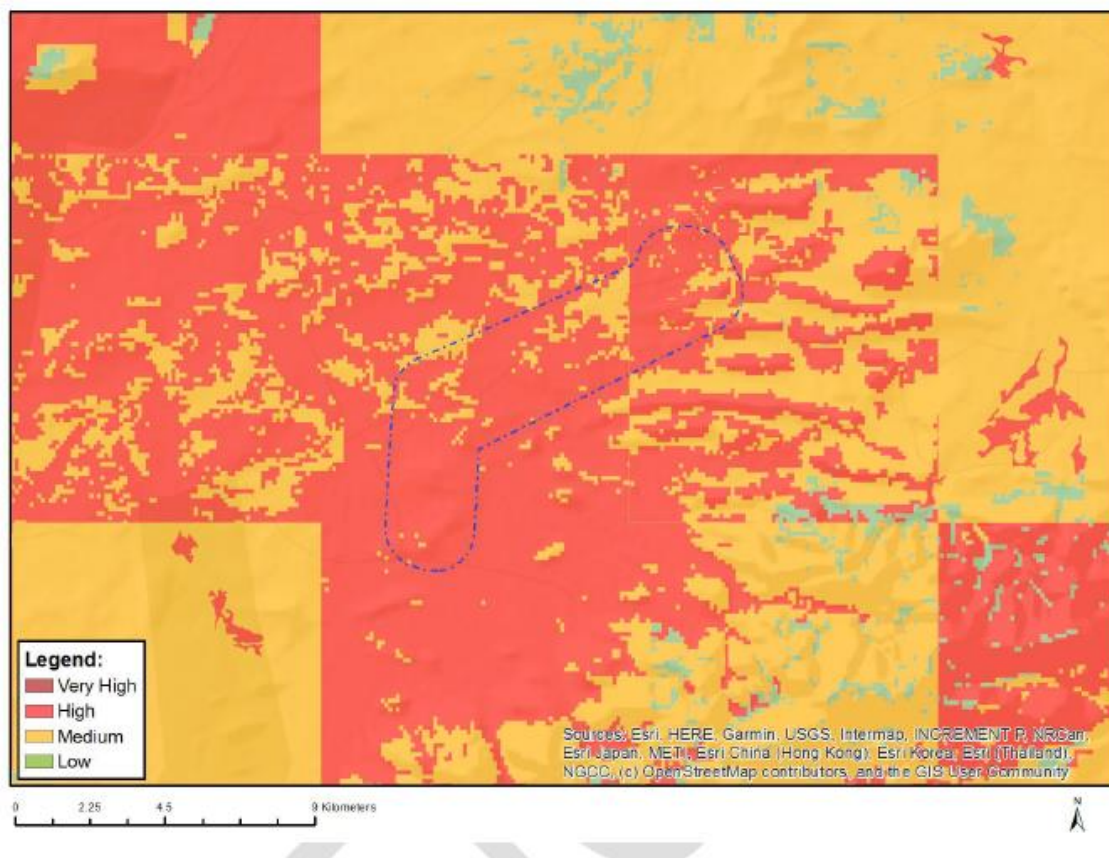 Legend:
Very High
High
Medium
Low
Sources: Esri, HERE, Garmin, USGS, Intermap, INCREMENT P, NRCan,
Esri Japan, METI, Esri China (Hong Kong), Esri Korea, Esri (Thailand),
NGCC, (c) OpenStreetMap contributors, and the GIS User Community
0 2.25 4.5 9 Kilometers
N